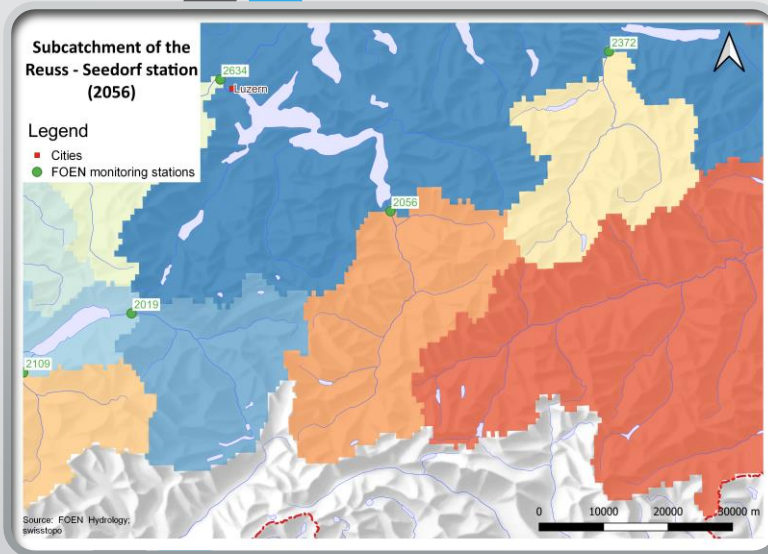 Subcatchment of the
Reuss - Seedorf station
(2056)
Legend
Cities
FOEN monitoring stations
2634
Luzern
2372
2056
2019
2109
Source: FOEN Hydrology;
swisstopo
0 10000 20000 30000 m